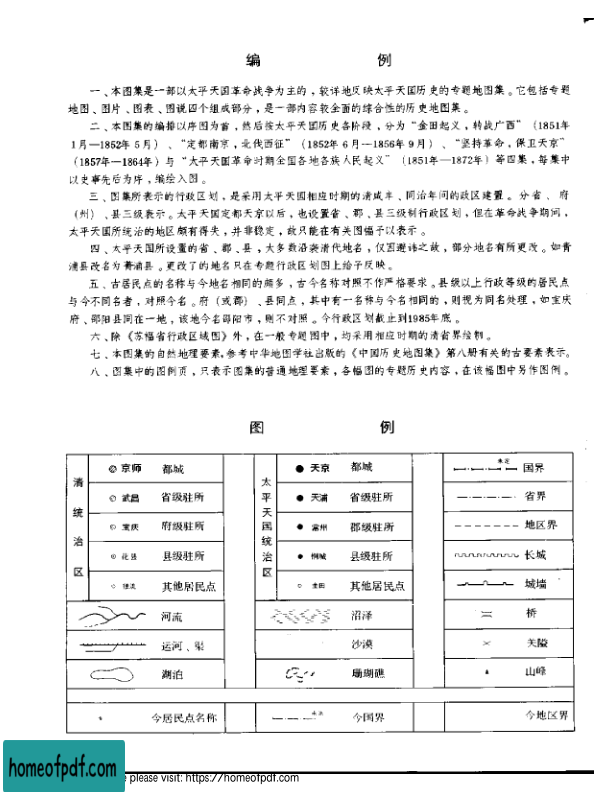 编 例
一、本图集是一部以太平天国革命战争为主的，较详地反映太平天国历史的专题地图集。它包括专题
地图、图片、图表、图说四个组成部分，是一部内容较全面的综合性的历史地图集。
二、本图集的编排以序图为首，然后按太平天国历史各阶段，分为“金田起义，转战广西”（1851年
1月—1852年5月）、“定都南京，北伐西征”（1852年6月—1856年9月）、“坚持革命，保卫天京”
（1857年—1864年）与“太平天国革命时期全国各地各族人民起义”（1851年—1872年）等四集，每集中
以史事先后为序，编绘入图。
三、图集所表示的行政区划，是采用太平天国相应时期的清咸丰、同治年间的政区建置。分省、府
（州）、县三级表示。太平天国定都天京以后，也设置省、郡、县三级制行政区划，但在革命战争期间，
太平天国所统治的地区颇有得失，并非稳定，故只能在有关图幅予以表示。
四、太平天国所设置的省、郡、县，大多数沿袭清代地名，仅因避讳之故，部分地名有所更改。如青
浦县改名为菁浦县。更改了的地名只在专题行政区划图上给予反映。
五、古居民点的名称与今地名相同的颇多，古今名称对照不作严格要求。县级以上行政等级的居民点
与今不同名者，对照今名。府（或郡）、县同点，其中有一名称与今名相同的，则视为同名处理，如宝庆
府、邵阳县同在一地，该地今名邵阳市，则不对照。今行政区划截止到1985年底。
六、除《苏福省行政区域图》外，在一般专题图中，均采用相应时期的清省界绘制。
七、本图集的自然地理要素，参考中华地图学社出版的《中国历史地图集》第八册有关的古要素表示。
八、图集中的图例页，只表示图集的普通地理要素，各幅图的专题历史内容，在该幅图中另作图例。
图 例
清统治区
京师 都城
武昌 省级驻所
宝庆 府级驻所
县级驻所
其他居民点
太平天国统治区
天京 都城
天浦 省级驻所
常州 郡级驻所
桐城 县级驻所
金田 其他居民点
未定 国界
省界
地区界
长城
城墙
河流
沼泽
桥
运河、渠
沙漠
关隘
湖泊
珊瑚礁
山峰
今居民点名称
未定 今国界
今地区界
homeofpdf.com
e please visit: https://homeofpdf.com